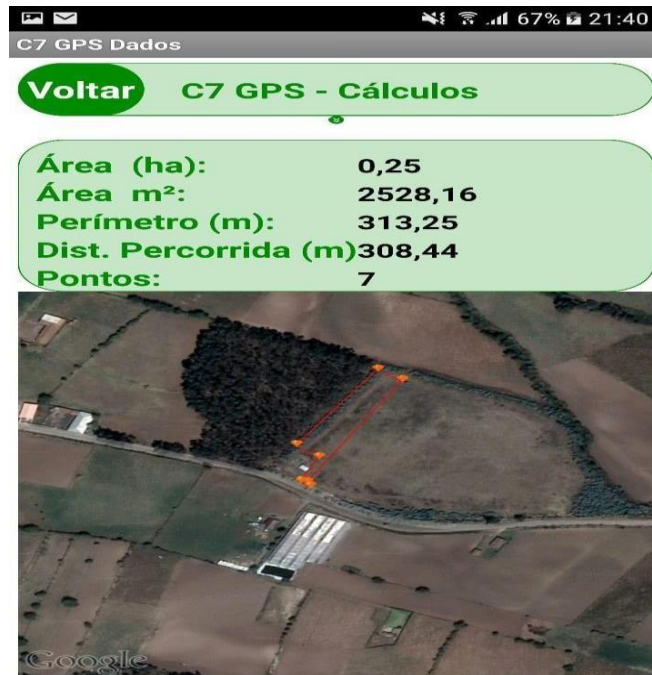 67% 21:40
C7 GPS Dados
Voltar C7 GPS - Cálculos
Área (ha): 0,25
Área m²: 2528,16
Perímetro (m): 313,25
Dist. Percorrida (m) 308,44
Pontos: 7
Google